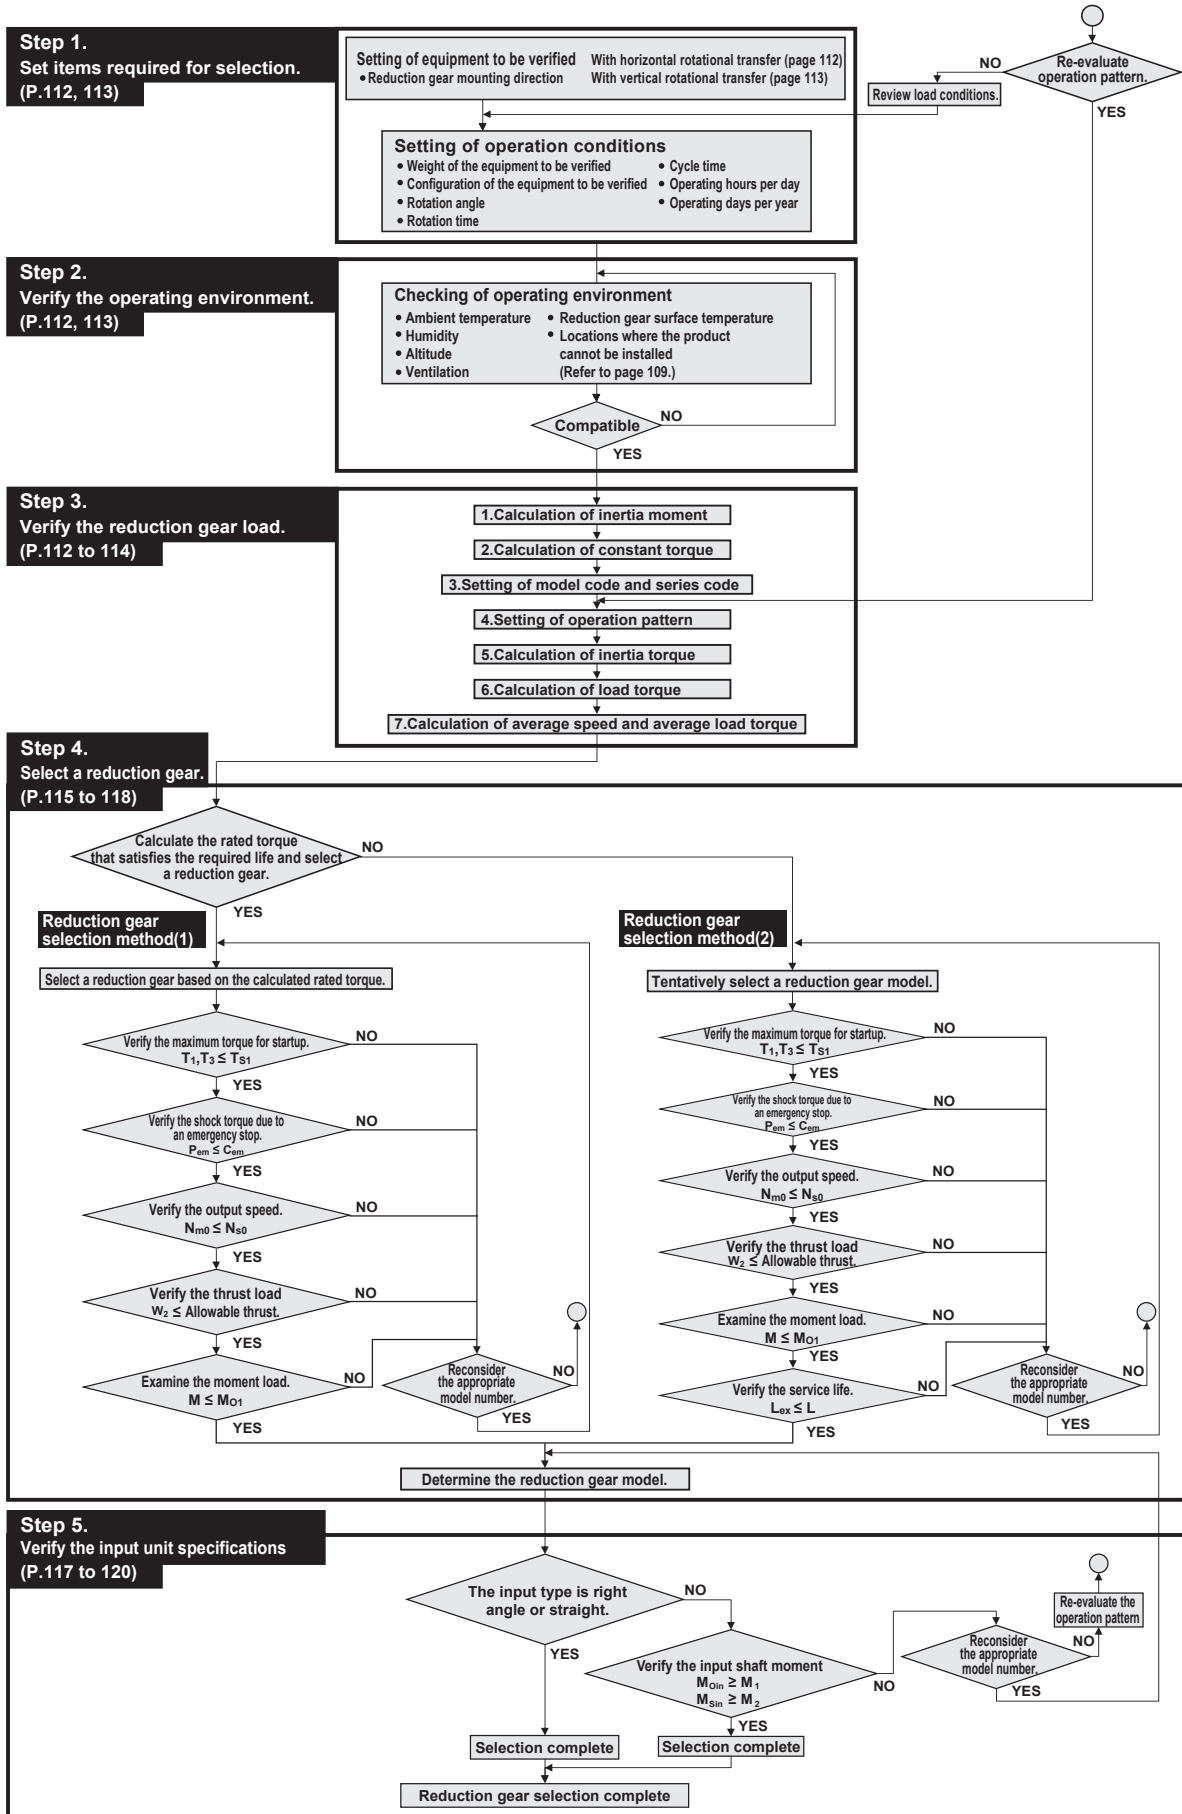 Step 1.
Set items required for selection.
(P.112, 113)
Setting of equipment to be verified
• Reduction gear mounting direction
With horizontal rotational transfer (page 112)
With vertical rotational transfer (page 113)
Re-evaluate
operation pattern.
NO
YES
Review load conditions.
Setting of operation conditions
• Weight of the equipment to be verified
• Configuration of the equipment to be verified
• Rotation angle
• Rotation time
• Cycle time
• Operating hours per day
• Operating days per year
Step 2.
Verify the operating environment.
(P.112, 113)
Checking of operating environment
• Ambient temperature
• Humidity
• Altitude
• Ventilation
• Reduction gear surface temperature
• Locations where the product
cannot be installed
(Refer to page 109.)
Compatible
NO
YES
Step 3.
Verify the reduction gear load.
(P.112 to 114)
1.Calculation of inertia moment
2.Calculation of constant torque
3.Setting of model code and series code
4.Setting of operation pattern
5.Calculation of inertia torque
6.Calculation of load torque
7.Calculation of average speed and average load torque
Step 4.
Select a reduction gear.
(P.115 to 118)
Calculate the rated torque
that satisfies the required life and select
a reduction gear.
NO
YES
Reduction gear
selection method(1)
Select a reduction gear based on the calculated rated torque.
Verify the maximum torque for startup.
T1,T3 ≤ TS1
NO
YES
Verify the shock torque due to
an emergency stop.
Pem ≤ Cem
NO
YES
Verify the output speed.
Nm0 ≤ Ns0
NO
YES
Verify the thrust load
W2 ≤ Allowable thrust.
NO
YES
Examine the moment load.
M ≤ MO1
NO
YES
Reconsider
the appropriate
model number.
NO
YES
Reduction gear
selection method(2)
Tentatively select a reduction gear model.
Verify the maximum torque for startup.
T1,T3 ≤ TS1
NO
YES
Verify the shock torque due to
an emergency stop.
Pem ≤ Cem
NO
YES
Verify the output speed.
Nm0 ≤ Ns0
NO
YES
Verify the thrust load
W2 ≤ Allowable thrust.
NO
YES
Examine the moment load.
M ≤ MO1
NO
YES
Verify the service life.
Lex ≤ L
NO
YES
Reconsider
the appropriate
model number.
NO
YES
Determine the reduction gear model.
Step 5.
Verify the input unit specifications
(P.117 to 120)
The input type is right
angle or straight.
NO
YES
Verify the input shaft moment
MOin ≥ M1
MSin ≥ M2
NO
YES
Reconsider
the appropriate
model number.
NO
YES
Re-evaluate the
operation pattern
Selection complete
Selection complete
Reduction gear selection complete